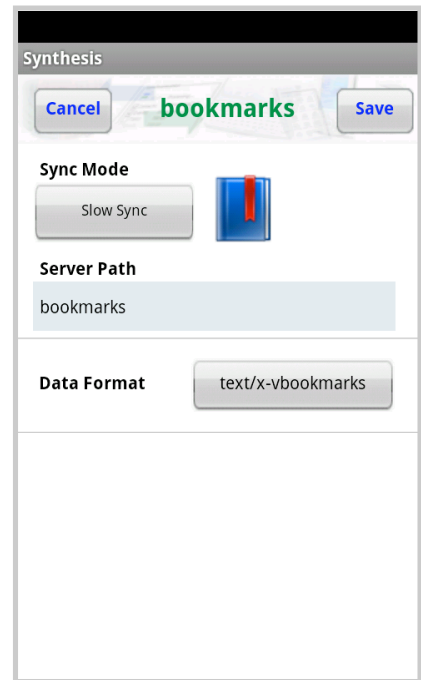 Synthesis
Cancel bookmarks Save
Sync Mode
Slow Sync
Server Path
bookmarks
Data Format text/x-vbookmarks